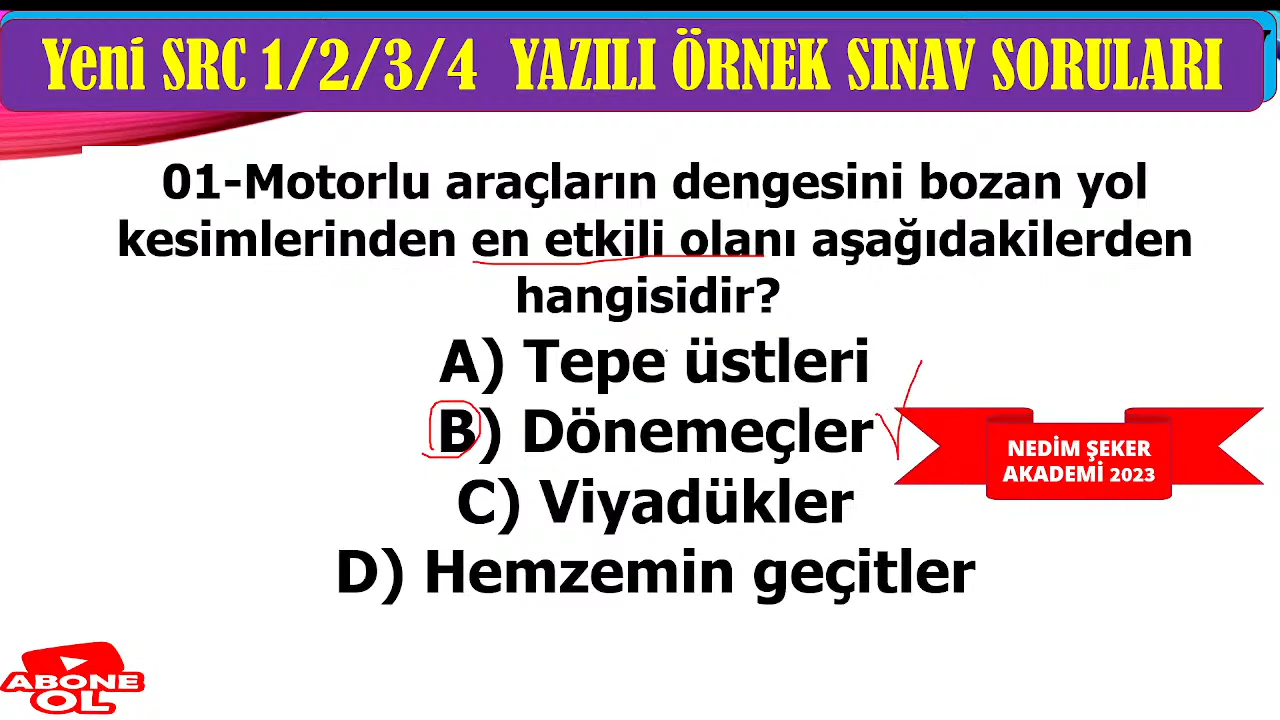 Yeni SRC 1/2/3/4 YAZILI ÖRNEK SINAV SORULARI
01-Motorlu araçların dengesini bozan yol
kesimlerinden en etkili olanı aşağıdakilerden
hangisidir?
A) Tepe üstleri
B) Dönemeçler
NEDİM ŞEKER
AKADEMİ 2023
C) Viyadükler
D) Hemzemin geçitler
ABONE
OL